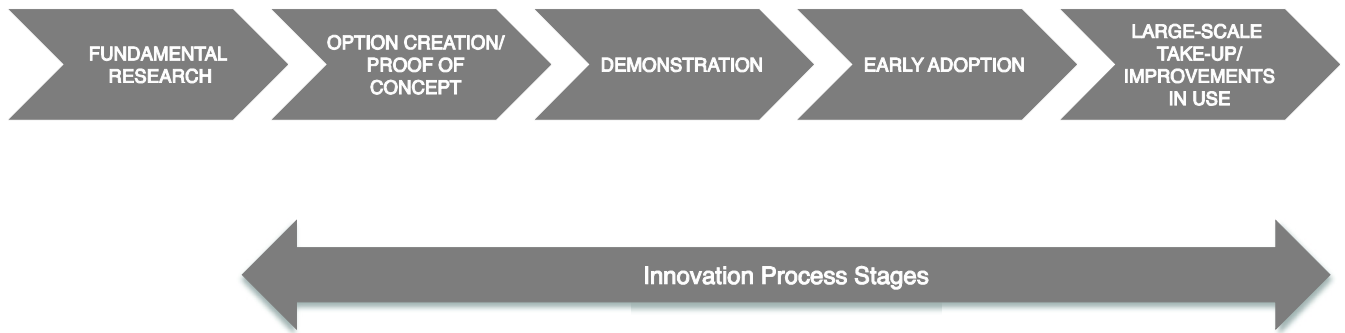 FUNDAMENTAL
RESEARCH
OPTION CREATION/
PROOF OF
CONCEPT
DEMONSTRATION
EARLY ADOPTION
LARGE-SCALE
TAKE-UP/
IMPROVEMENTS
IN USE
Innovation Process Stages